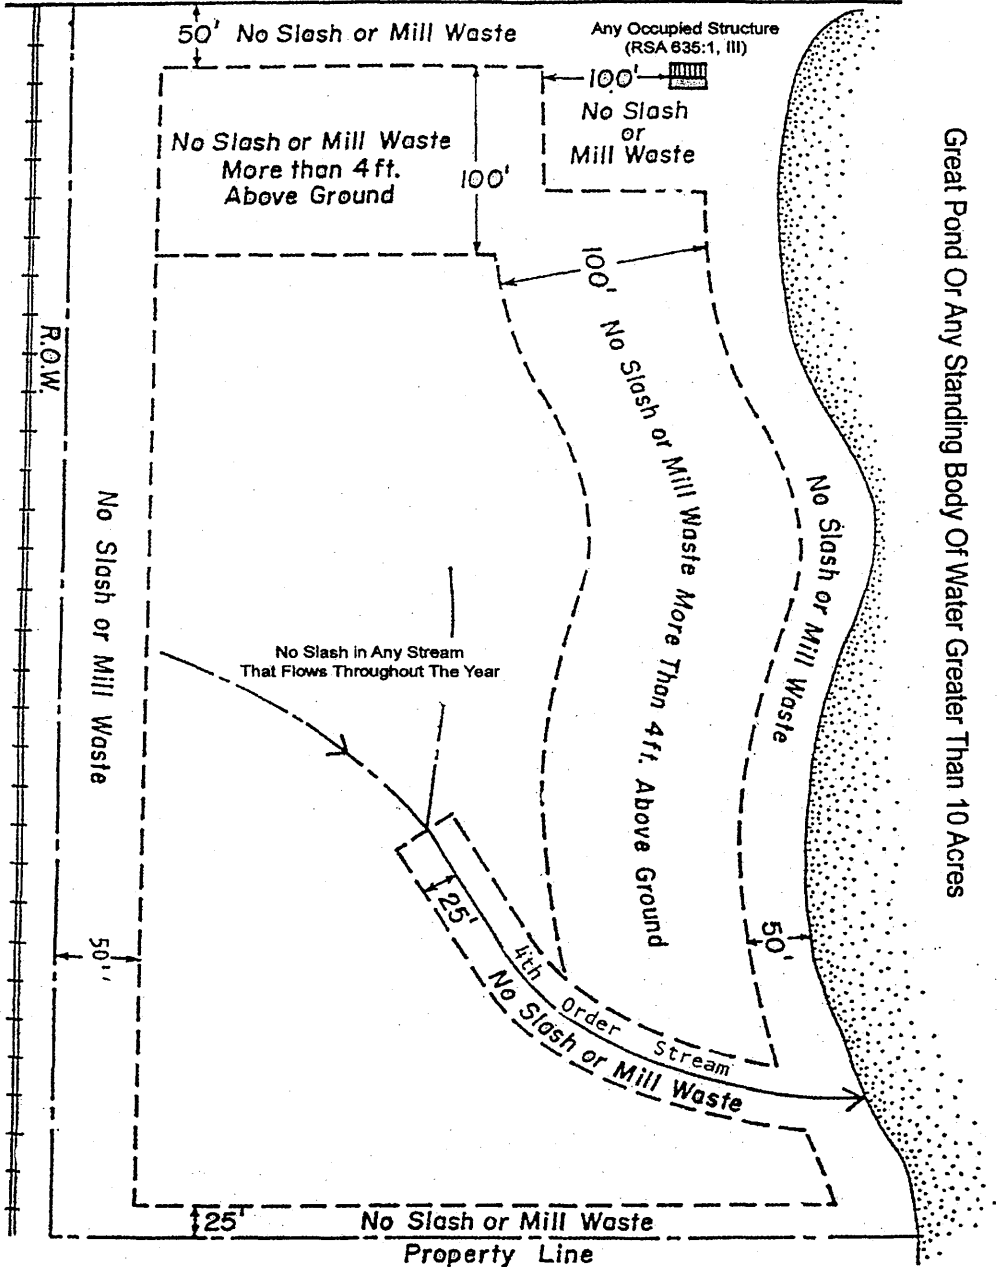 50' No Slash or Mill Waste
Any Occupied Structure
(RSA 635:1, III)
100'
No Slash
or
Mill Waste
No Slash or Mill Waste
More than 4 ft.
Above Ground
100'
100'
No Slash or Mill Waste More Than 4 ft. Above Ground
No Slash or Mill Waste
Great Pond Or Any Standing Body Of Water Greater Than 10 Acres
R.O.W.
No Slash or Mill Waste
50''
No Slash in Any Stream
That Flows Throughout The Year
25'
4th Order Stream
No Slash or Mill Waste
50'
25'
No Slash or Mill Waste
Property Line